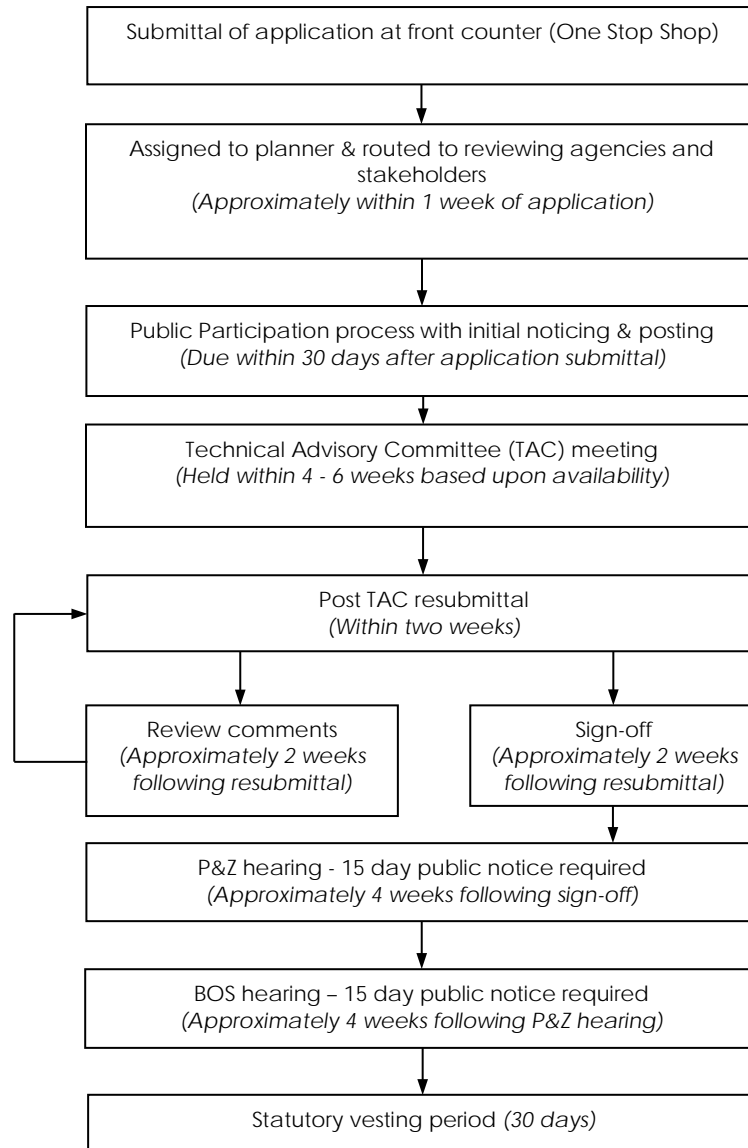 Submittal of application at front counter (One Stop Shop)
Assigned to planner & routed to reviewing agencies and
stakeholders
(Approximately within 1 week of application)
Public Participation process with initial noticing & posting
(Due within 30 days after application submittal)
Technical Advisory Committee (TAC) meeting
(Held within 4 - 6 weeks based upon availability)
Post TAC resubmittal
(Within two weeks)
Review comments
(Approximately 2 weeks
following resubmittal)
Sign-off
(Approximately 2 weeks
following resubmittal)
P&Z hearing - 15 day public notice required
(Approximately 4 weeks following sign-off)
BOS hearing – 15 day public notice required
(Approximately 4 weeks following P&Z hearing)
Statutory vesting period (30 days)